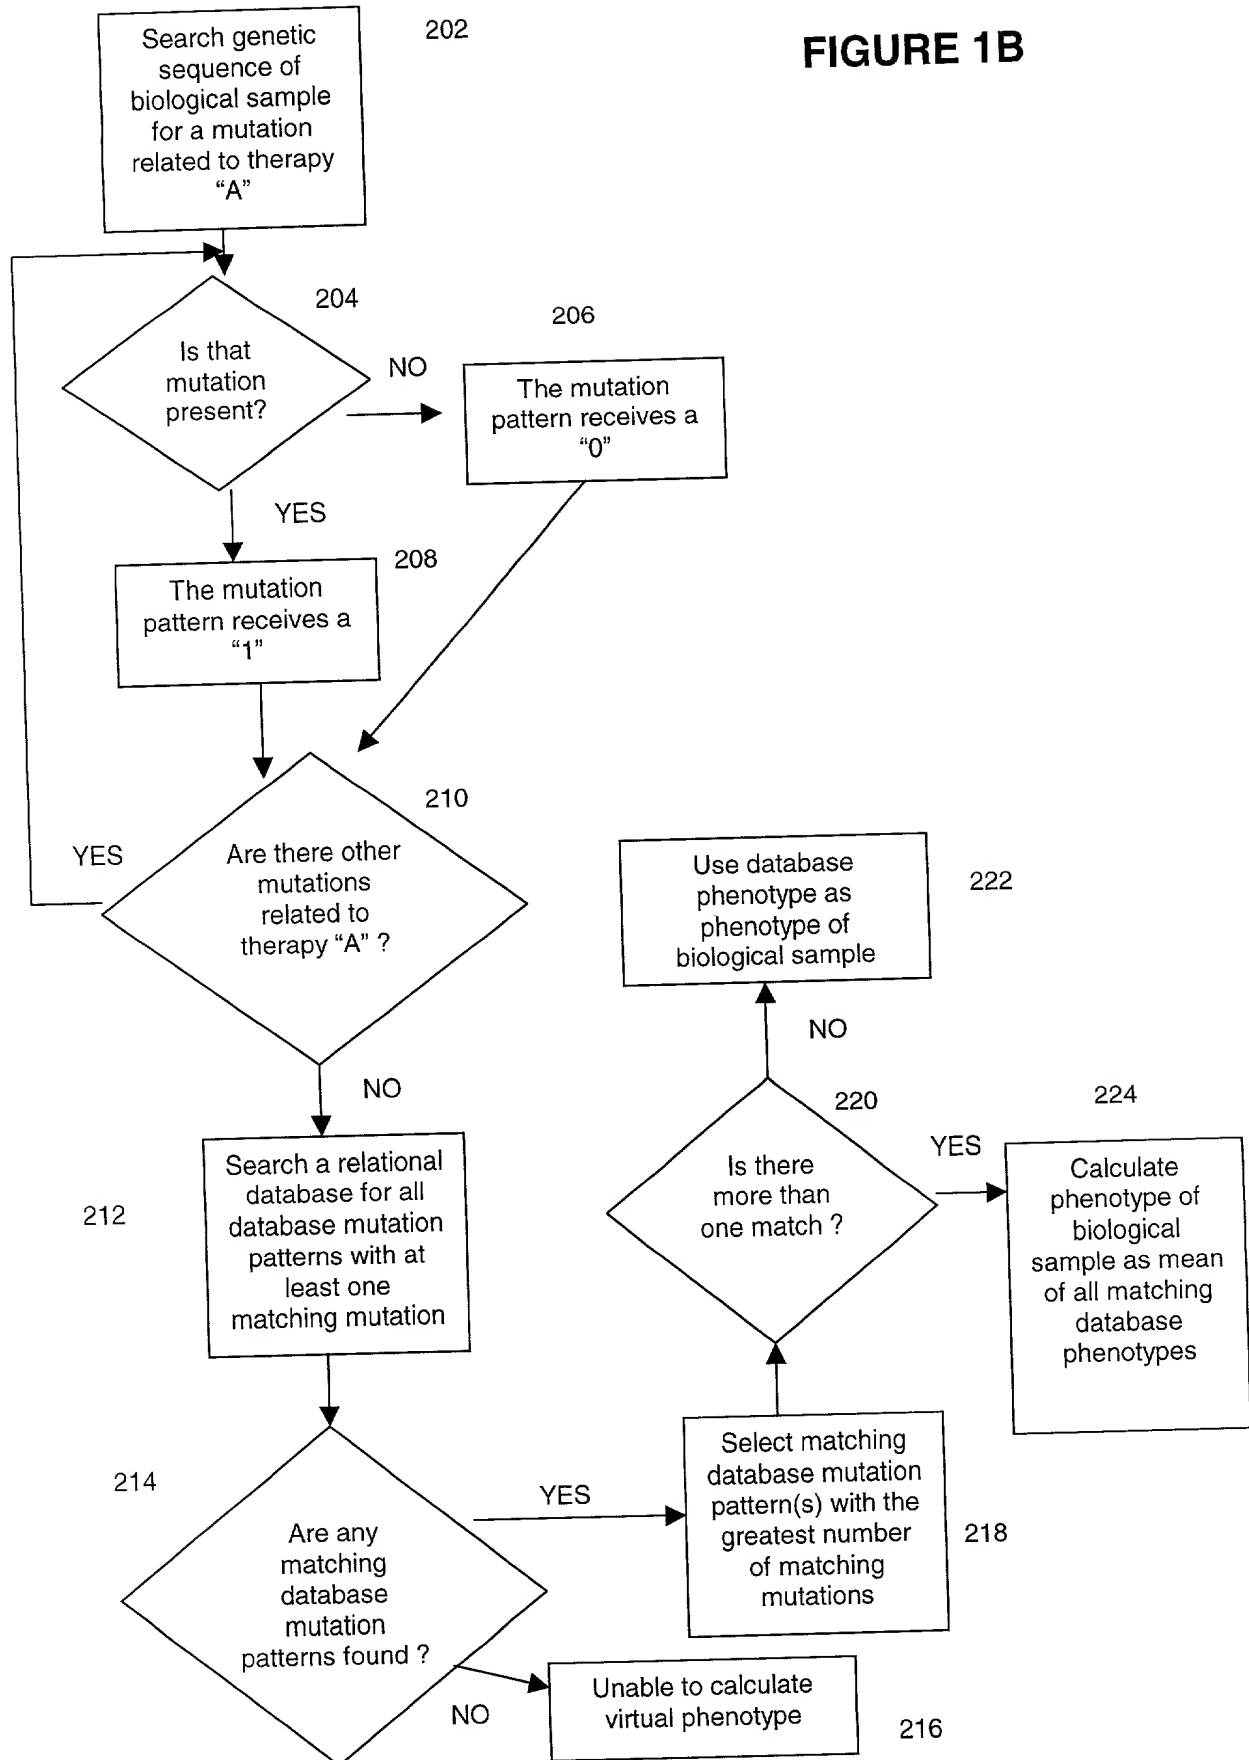 202
FIGURE 1B
Search genetic
sequence of
biological sample
for a mutation
related to therapy
“A”
204
Is that
mutation
present?
NO
206
The mutation
pattern receives a
“0”
YES
208
The mutation
pattern receives a
“1”
210
YES
Are there other
mutations
related to
therapy “A” ?
NO
212
Search a relational
database for all
database mutation
patterns with at
least one
matching mutation
214
Are any
matching
database
mutation
patterns found ?
YES
NO
Unable to calculate
virtual phenotype
216
Select matching
database mutation
pattern(s) with the
greatest number
of matching
mutations
218
220
Is there
more than
one match ?
NO
Use database
phenotype as
phenotype of
biological sample
222
YES
224
Calculate
phenotype of
biological
sample as mean
of all matching
database
phenotypes